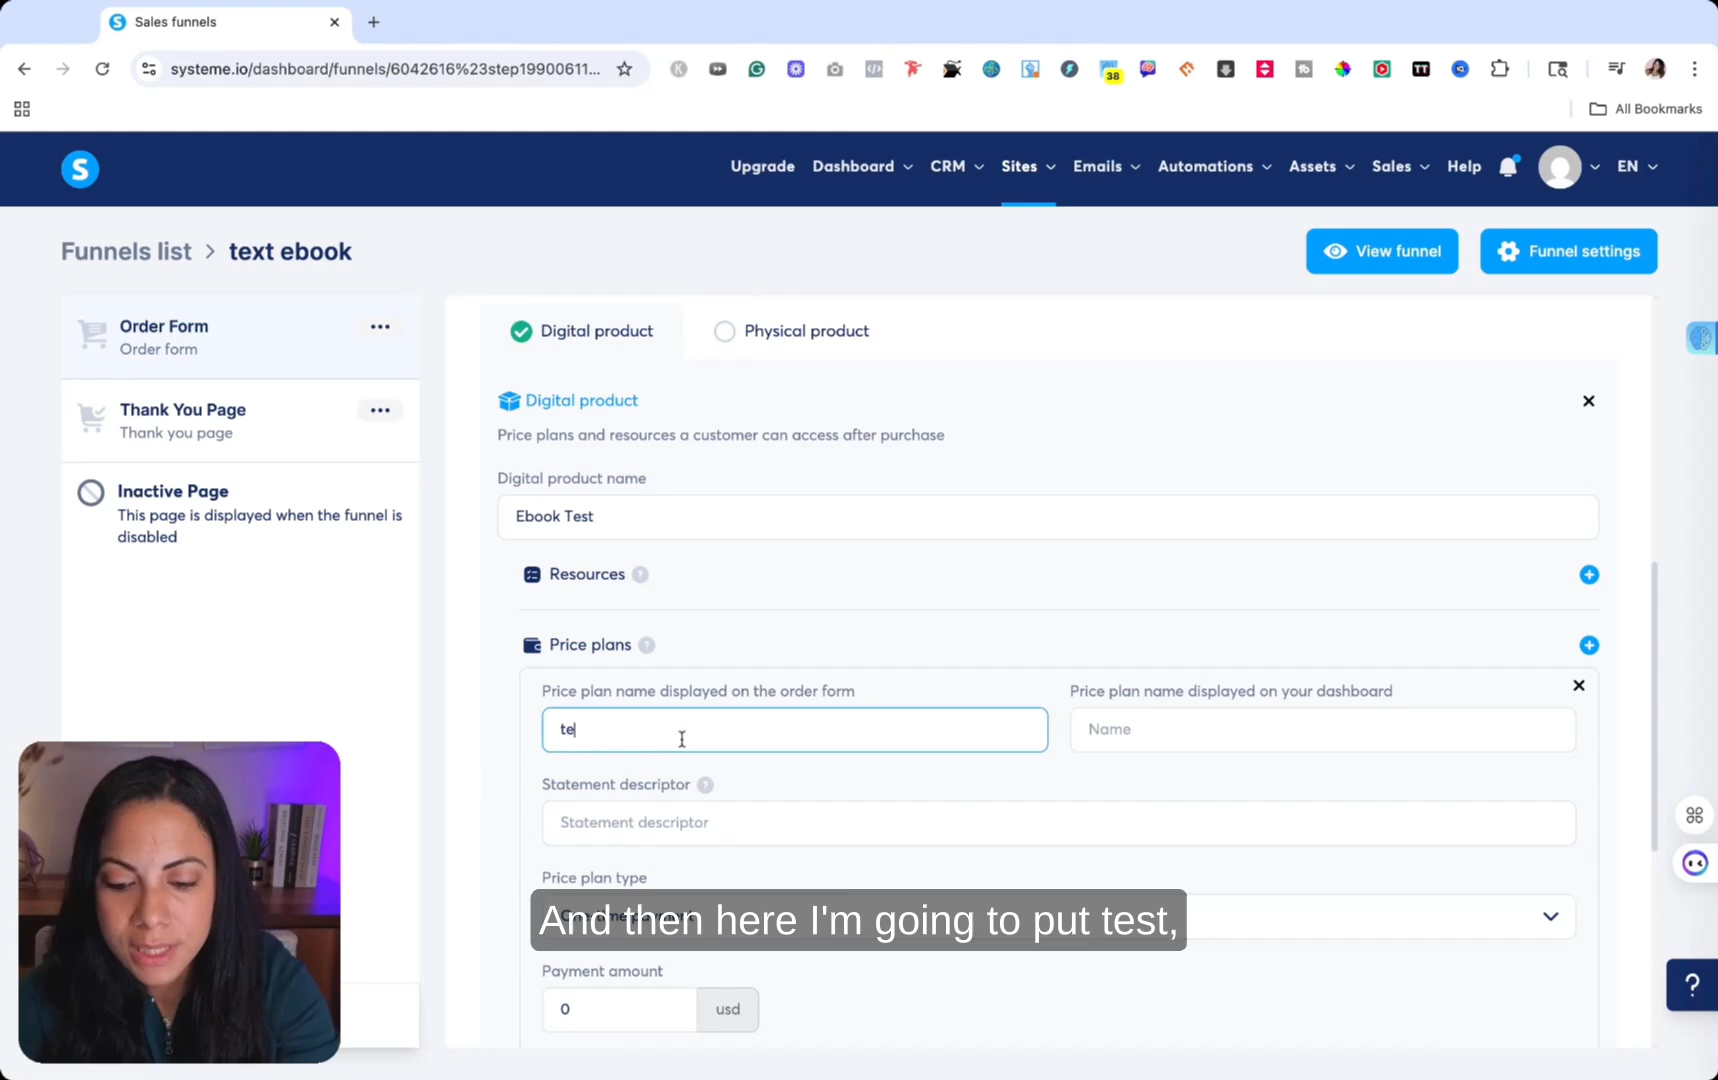 Sales funnels
systeme.io/dashboard/funnels/6042616%23step19900611...
38
TT
All Bookmarks
S
Upgrade Dashboard CRM Sites Emails Automations Assets Sales Help EN
Funnels list > text ebook
View funnel
Funnel settings
Order Form
Order form
Thank You Page
Thank you page
Inactive Page
This page is displayed when the funnel is
disabled
Digital product
Physical product
Digital product
Price plans and resources a customer can access after purchase
Digital product name
Ebook Test
Resources ?
Price plans ?
Price plan name displayed on the order form
te
Price plan name displayed on your dashboard
Name
Statement descriptor ?
Statement descriptor
Price plan type
One-time payment
And then here I'm going to put test,
Payment amount
0 usd
?